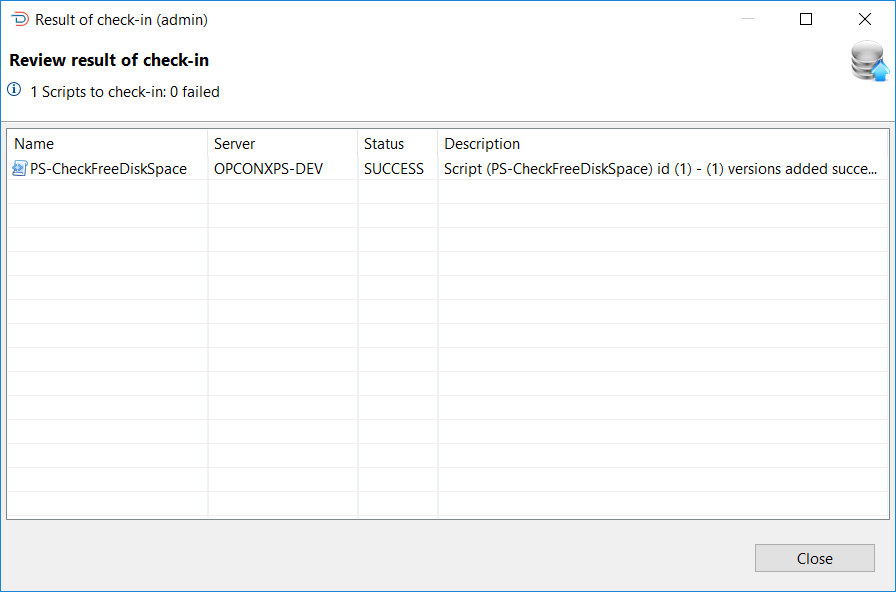 Result of check-in (admin)
Review result of check-in
1 Scripts to check-in: 0 failed
Name Server Status Description
PS-CheckFreeDiskSpace OPCONXPS-DEV SUCCESS Script (PS-CheckFreeDiskSpace) id (1) - (1) versions added succe...
Close